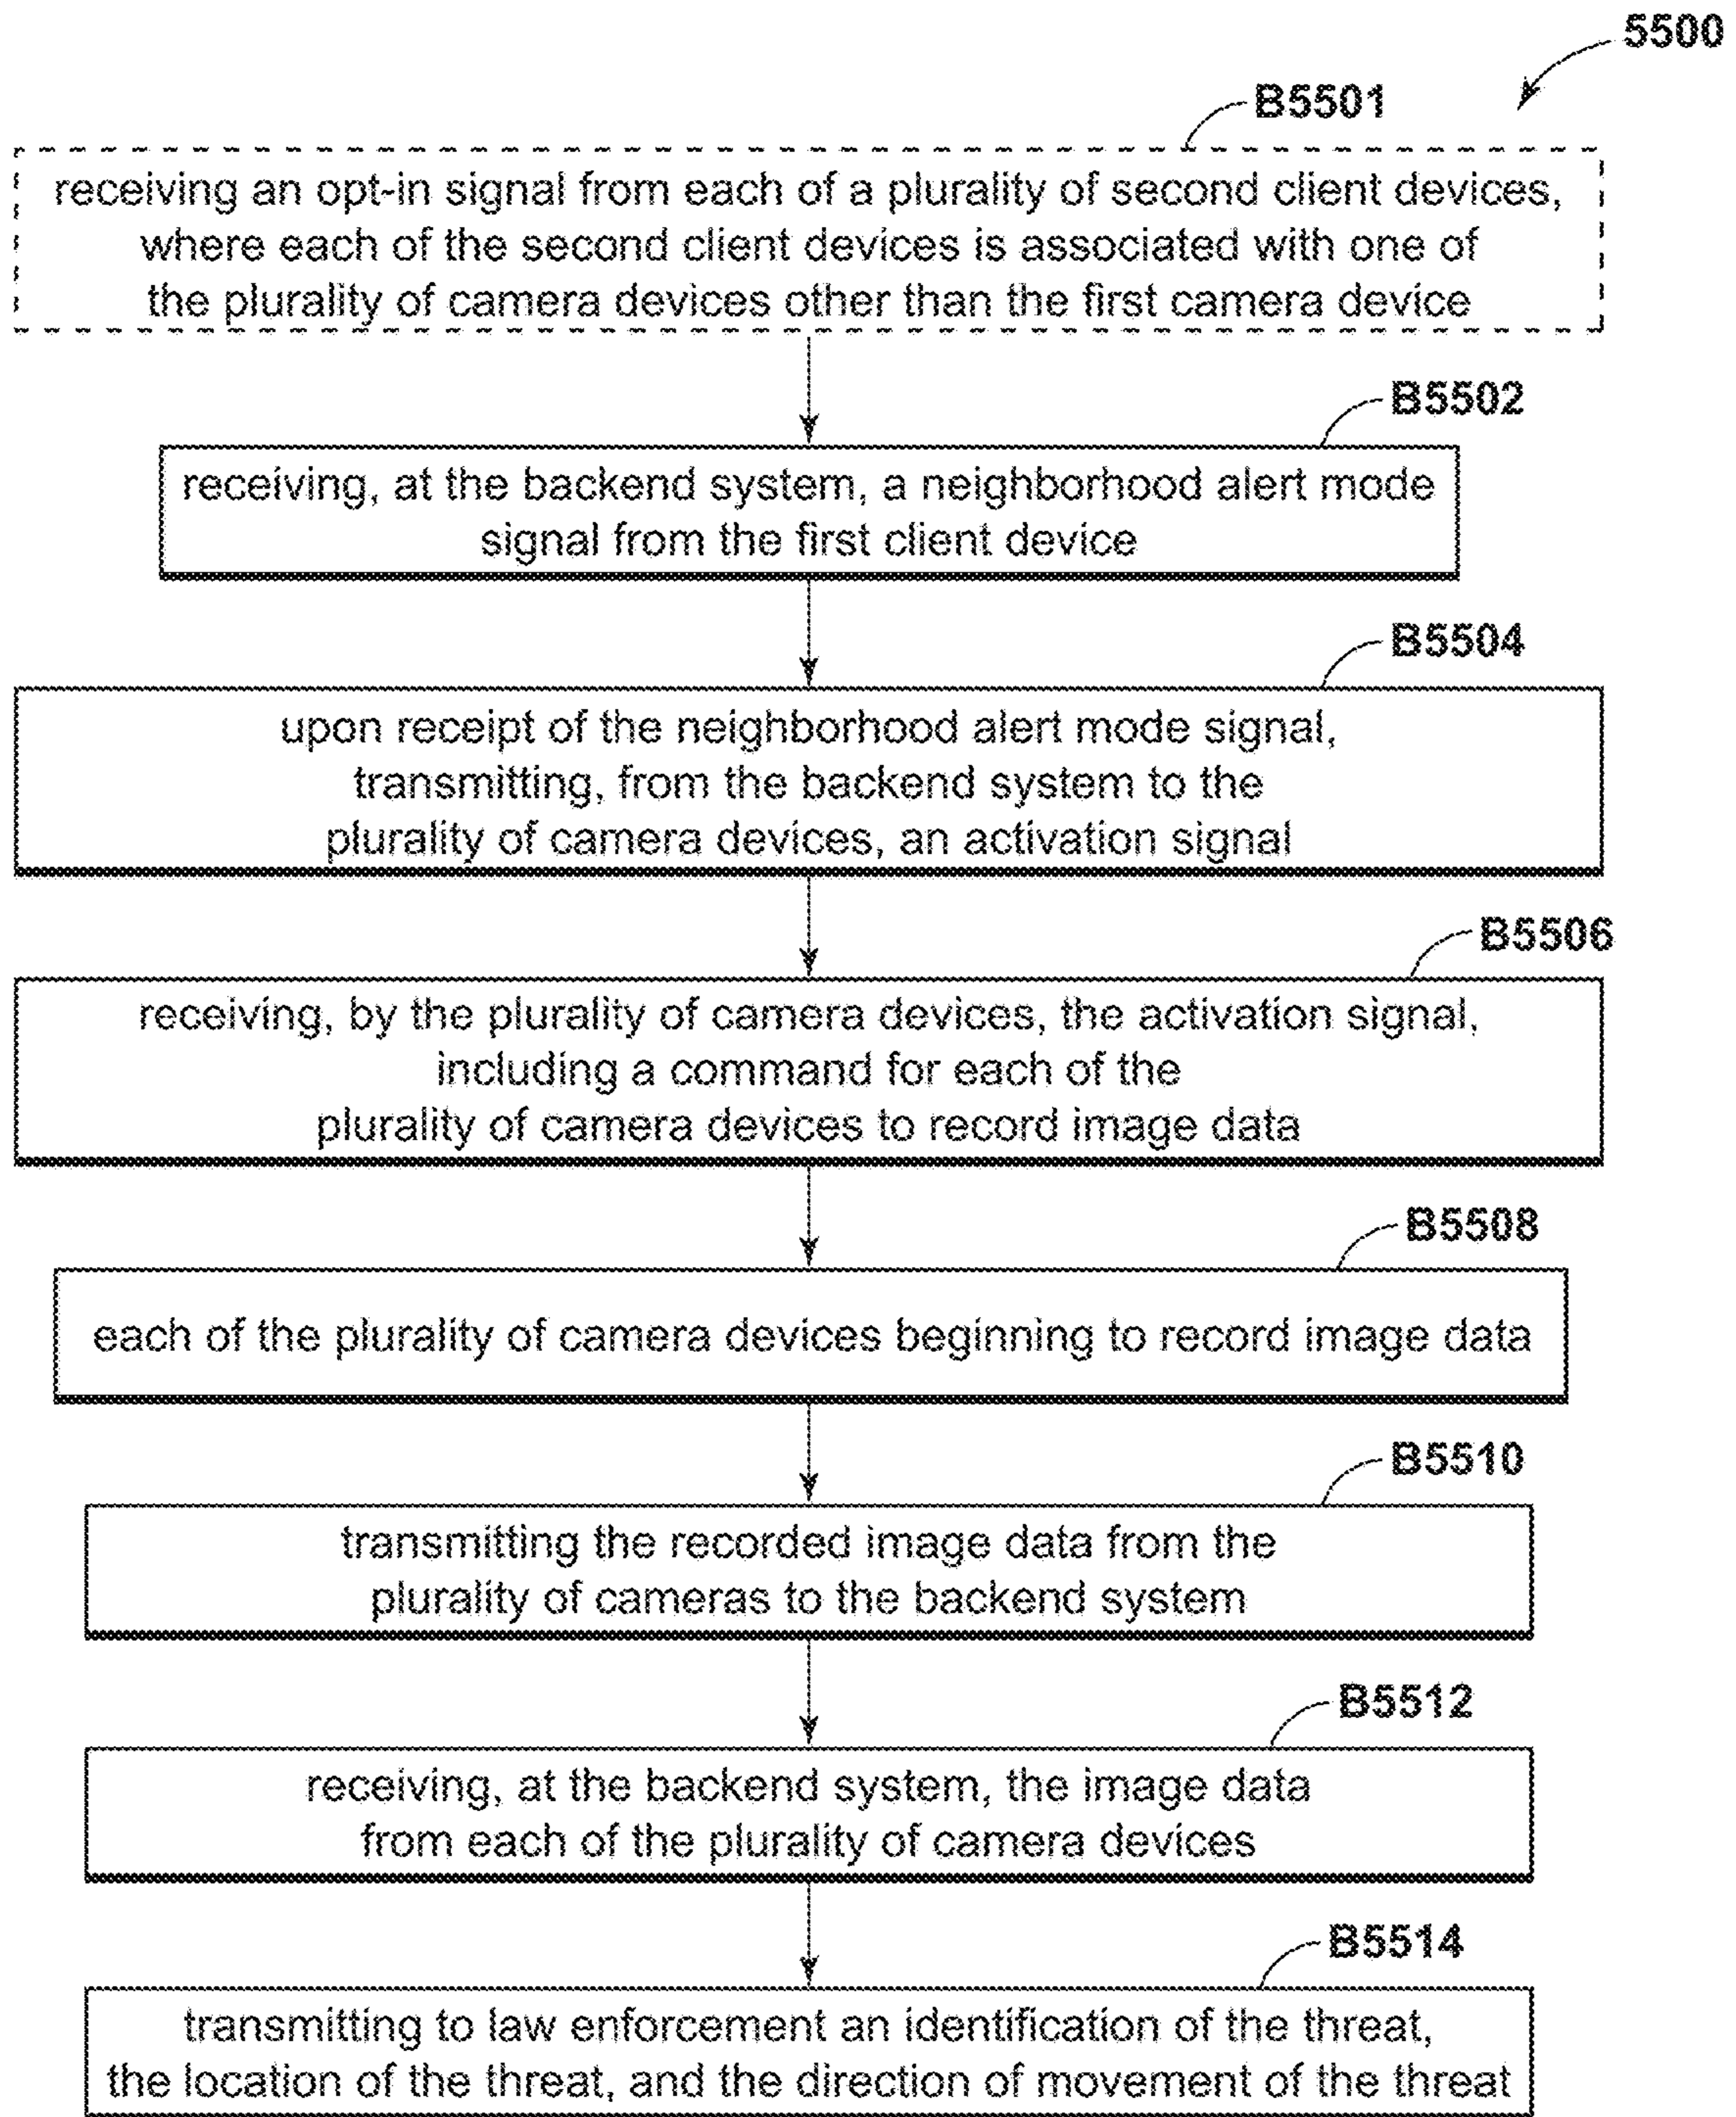 5500
B5501
receiving an opt-in signal from each of a plurality of second client devices,
where each of the second client devices is associated with one of
the plurality of camera devices other than the first camera device
B5502
receiving, at the backend system, a neighborhood alert mode
signal from the first client device
B5504
upon receipt of the neighborhood alert mode signal,
transmitting, from the backend system to the
plurality of camera devices, an activation signal
B5506
receiving, by the plurality of camera devices, the activation signal,
including a command for each of the
plurality of camera devices to record image data
B5508
each of the plurality of camera devices beginning to record image data
B5510
transmitting the recorded image data from the
plurality of cameras to the backend system
B5512
receiving, at the backend system, the image data
from each of the plurality of camera devices
B5514
transmitting to law enforcement an identification of the threat,
the location of the threat, and the direction of movement of the threat